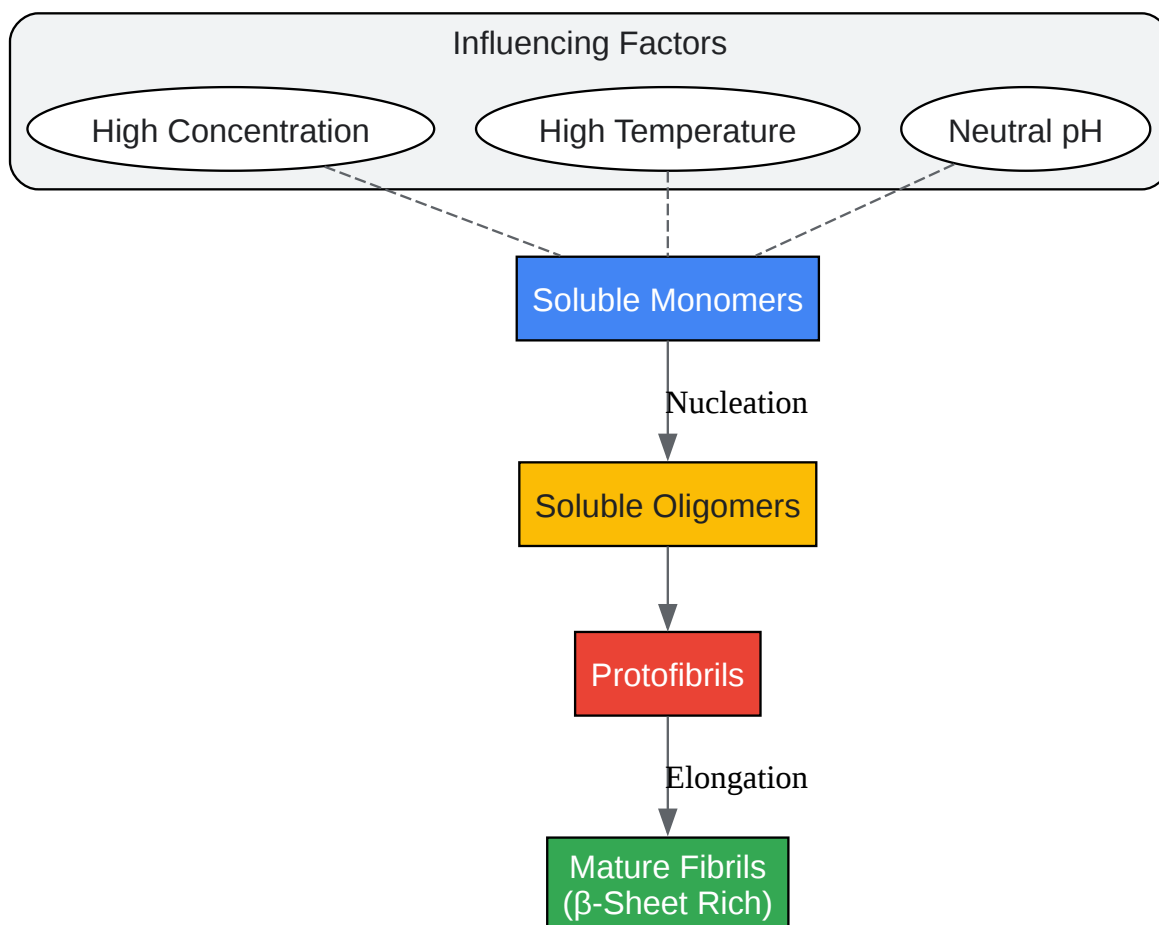 Influencing Factors
High Concentration
High Temperature
Neutral pH
Soluble Monomers
Nucleation
Soluble Oligomers
Protofibrils
Elongation
Mature Fibrils
(β-Sheet Rich)